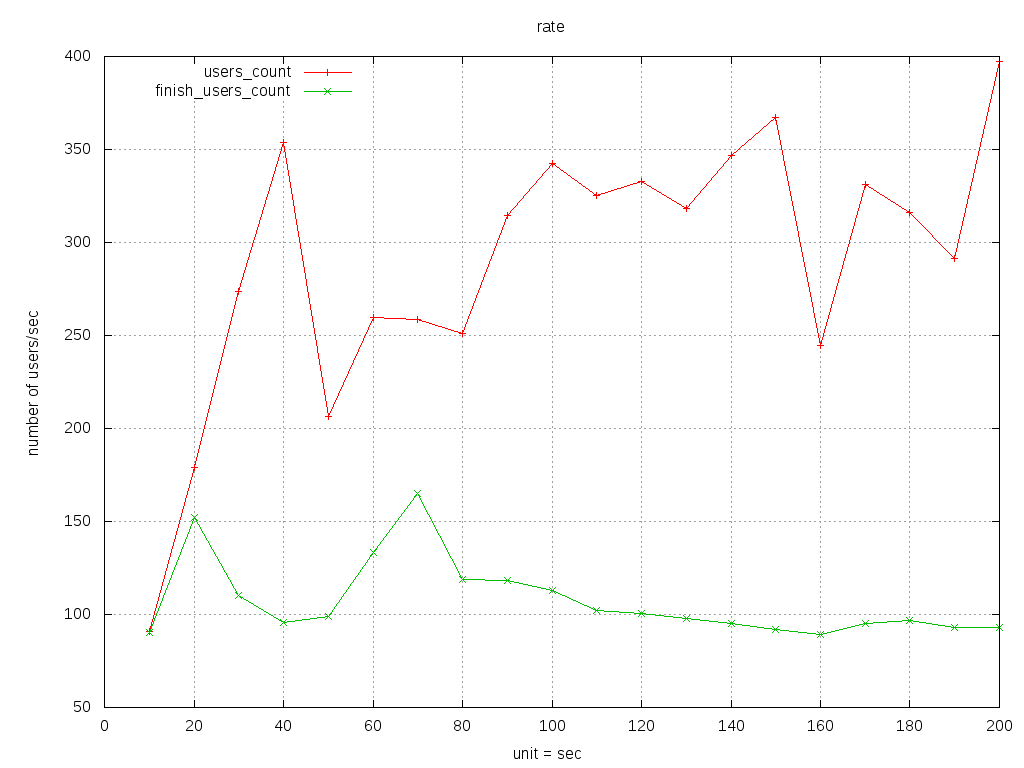 rate
400
350
300
250
200
150
100
50
users_count
finish_users_count
number of users/sec
0 20 40 60 80 100 120 140 160 180 200
unit = sec